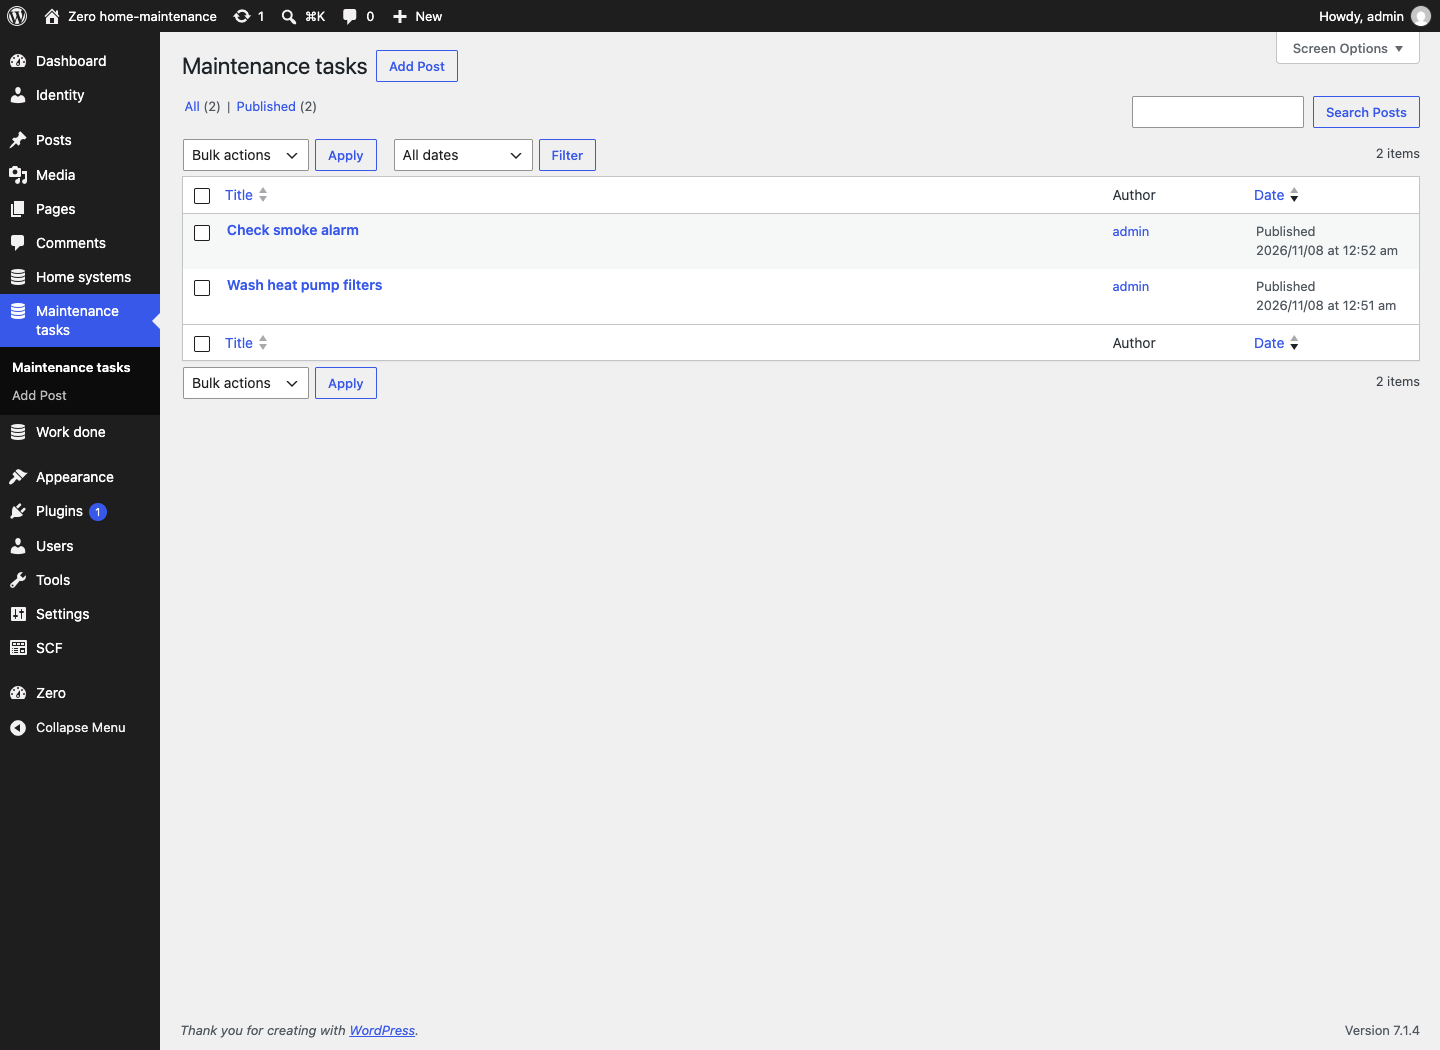 Zero home-maintenance 1 ⌘K 0 New
Howdy, admin
Dashboard
Identity
Posts
Media
Pages
Comments
Home systems
Maintenance
tasks
Maintenance tasks
Add Post
Work done
Appearance
Plugins 1
Users
Tools
Settings
SCF
Zero
Collapse Menu
Screen Options
Maintenance tasks Add Post
All (2) | Published (2)
Search Posts
Bulk actions Apply All dates Filter
2 items
Title Author Date
Check smoke alarm admin Published
2026/11/08 at 12:52 am
Wash heat pump filters admin Published
2026/11/08 at 12:51 am
Title Author Date
Bulk actions Apply
2 items
Thank you for creating with WordPress.
Version 7.1.4